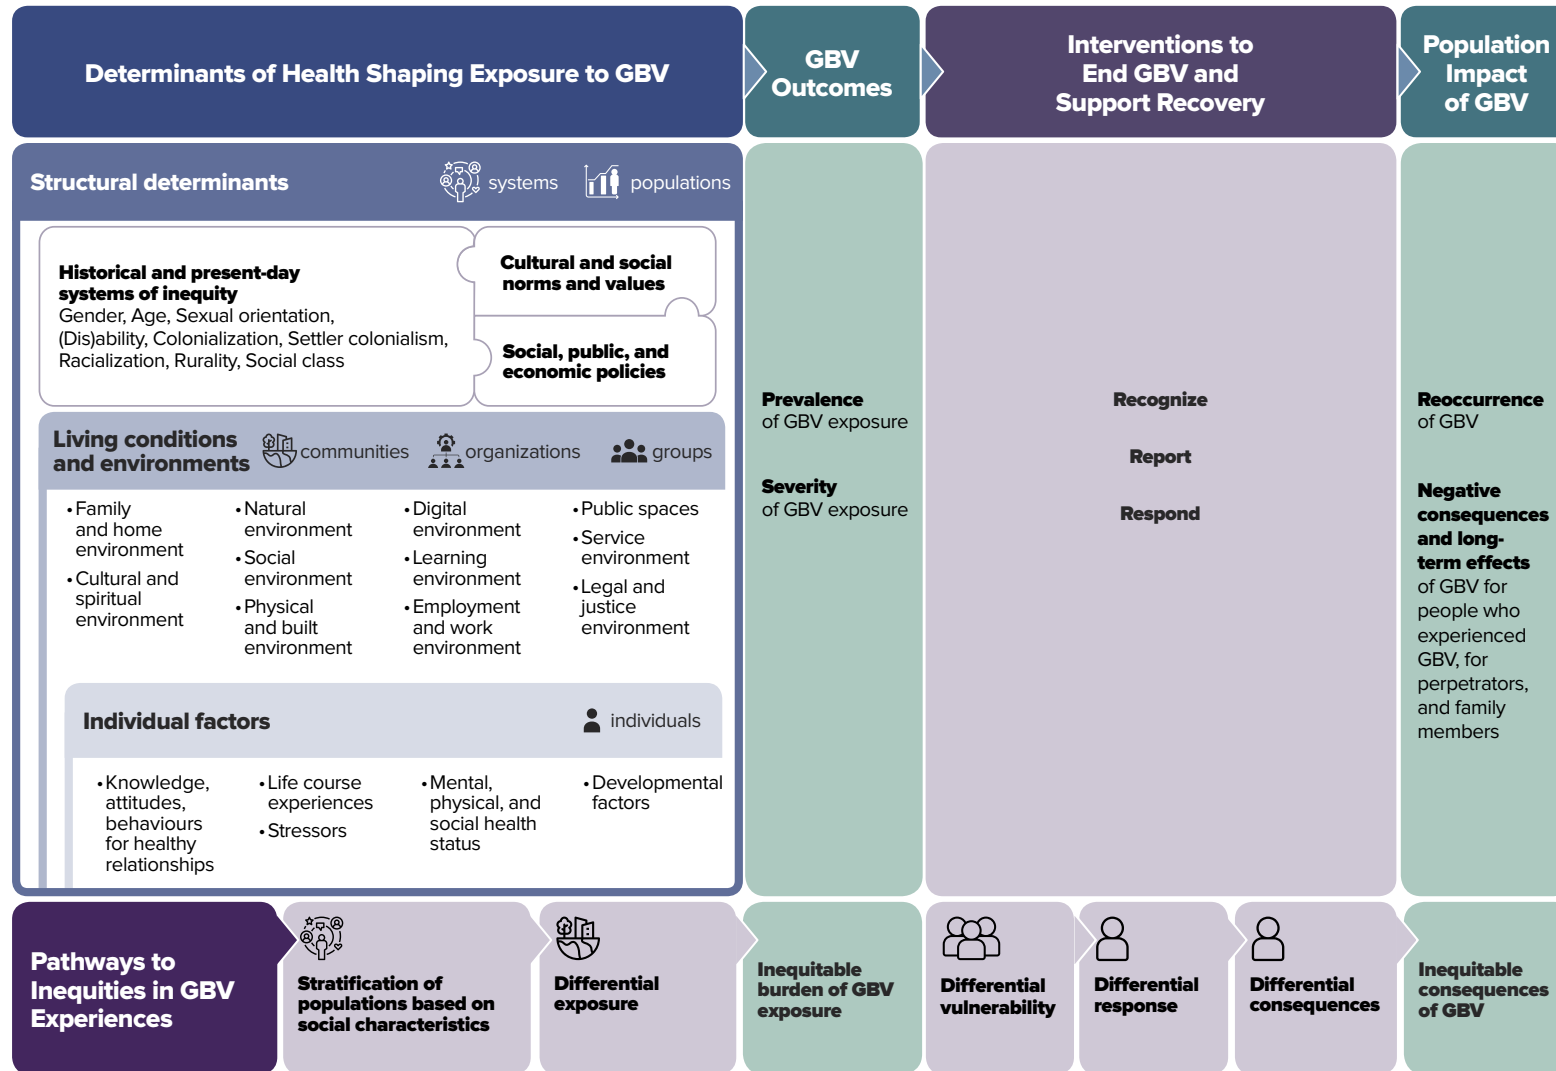 Determinants of Health Shaping Exposure to GBV
GBV
Outcomes
Interventions to
End GBV and
Support Recovery
Population
Impact
of GBV
Structural determinants
systems
populations
Historical and present-day
systems of inequity
Gender, Age, Sexual orientation,
(Dis)ability, Colonialization, Settler colonialism,
Racialization, Rurality, Social class
Cultural and social
norms and values
Social, public, and
economic policies
Living conditions
and environments
communities
organizations
groups
• Family
and home
environment
• Cultural and
spiritual
environment
• Natural
environment
• Social
environment
• Physical
and built
environment
• Digital
environment
• Learning
environment
• Employment
and work
environment
• Public spaces
• Service
environment
• Legal and
justice
environment
Individual factors
individuals
• Knowledge,
attitudes,
behaviours
for healthy
relationships
• Life course
experiences
• Stressors
• Mental,
physical, and
social health
status
• Developmental
factors
Prevalence
of GBV exposure
Severity
of GBV exposure
Recognize
Report
Respond
Reoccurrence
of GBV
Negative
consequences
and long-
term effects
of GBV for
people who
experienced
GBV, for
perpetrators,
and family
members
Pathways to
Inequities in GBV
Experiences
Stratification of
populations based on
social characteristics
Differential
exposure
Inequitable
burden of GBV
exposure
Differential
vulnerability
Differential
response
Differential
consequences
Inequitable
consequences
of GBV